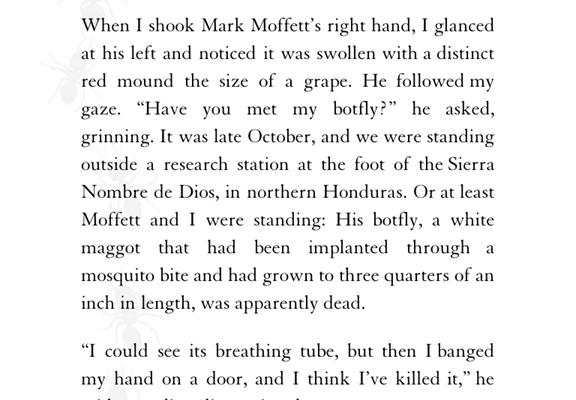 When I shook Mark Moffett’s right hand, I glanced
at his left and noticed it was swollen with a distinct
red mound the size of a grape. He followed my
gaze. “Have you met my botfly?” he asked,
grinning. It was late October, and we were standing
outside a research station at the foot of the Sierra
Nombre de Dios, in northern Honduras. Or at least
Moffett and I were standing: His botfly, a white
maggot that had been implanted through a
mosquito bite and had grown to three quarters of an
inch in length, was apparently dead.
“I could see its breathing tube, but then I banged
my hand on a door, and I think I’ve killed it,” he